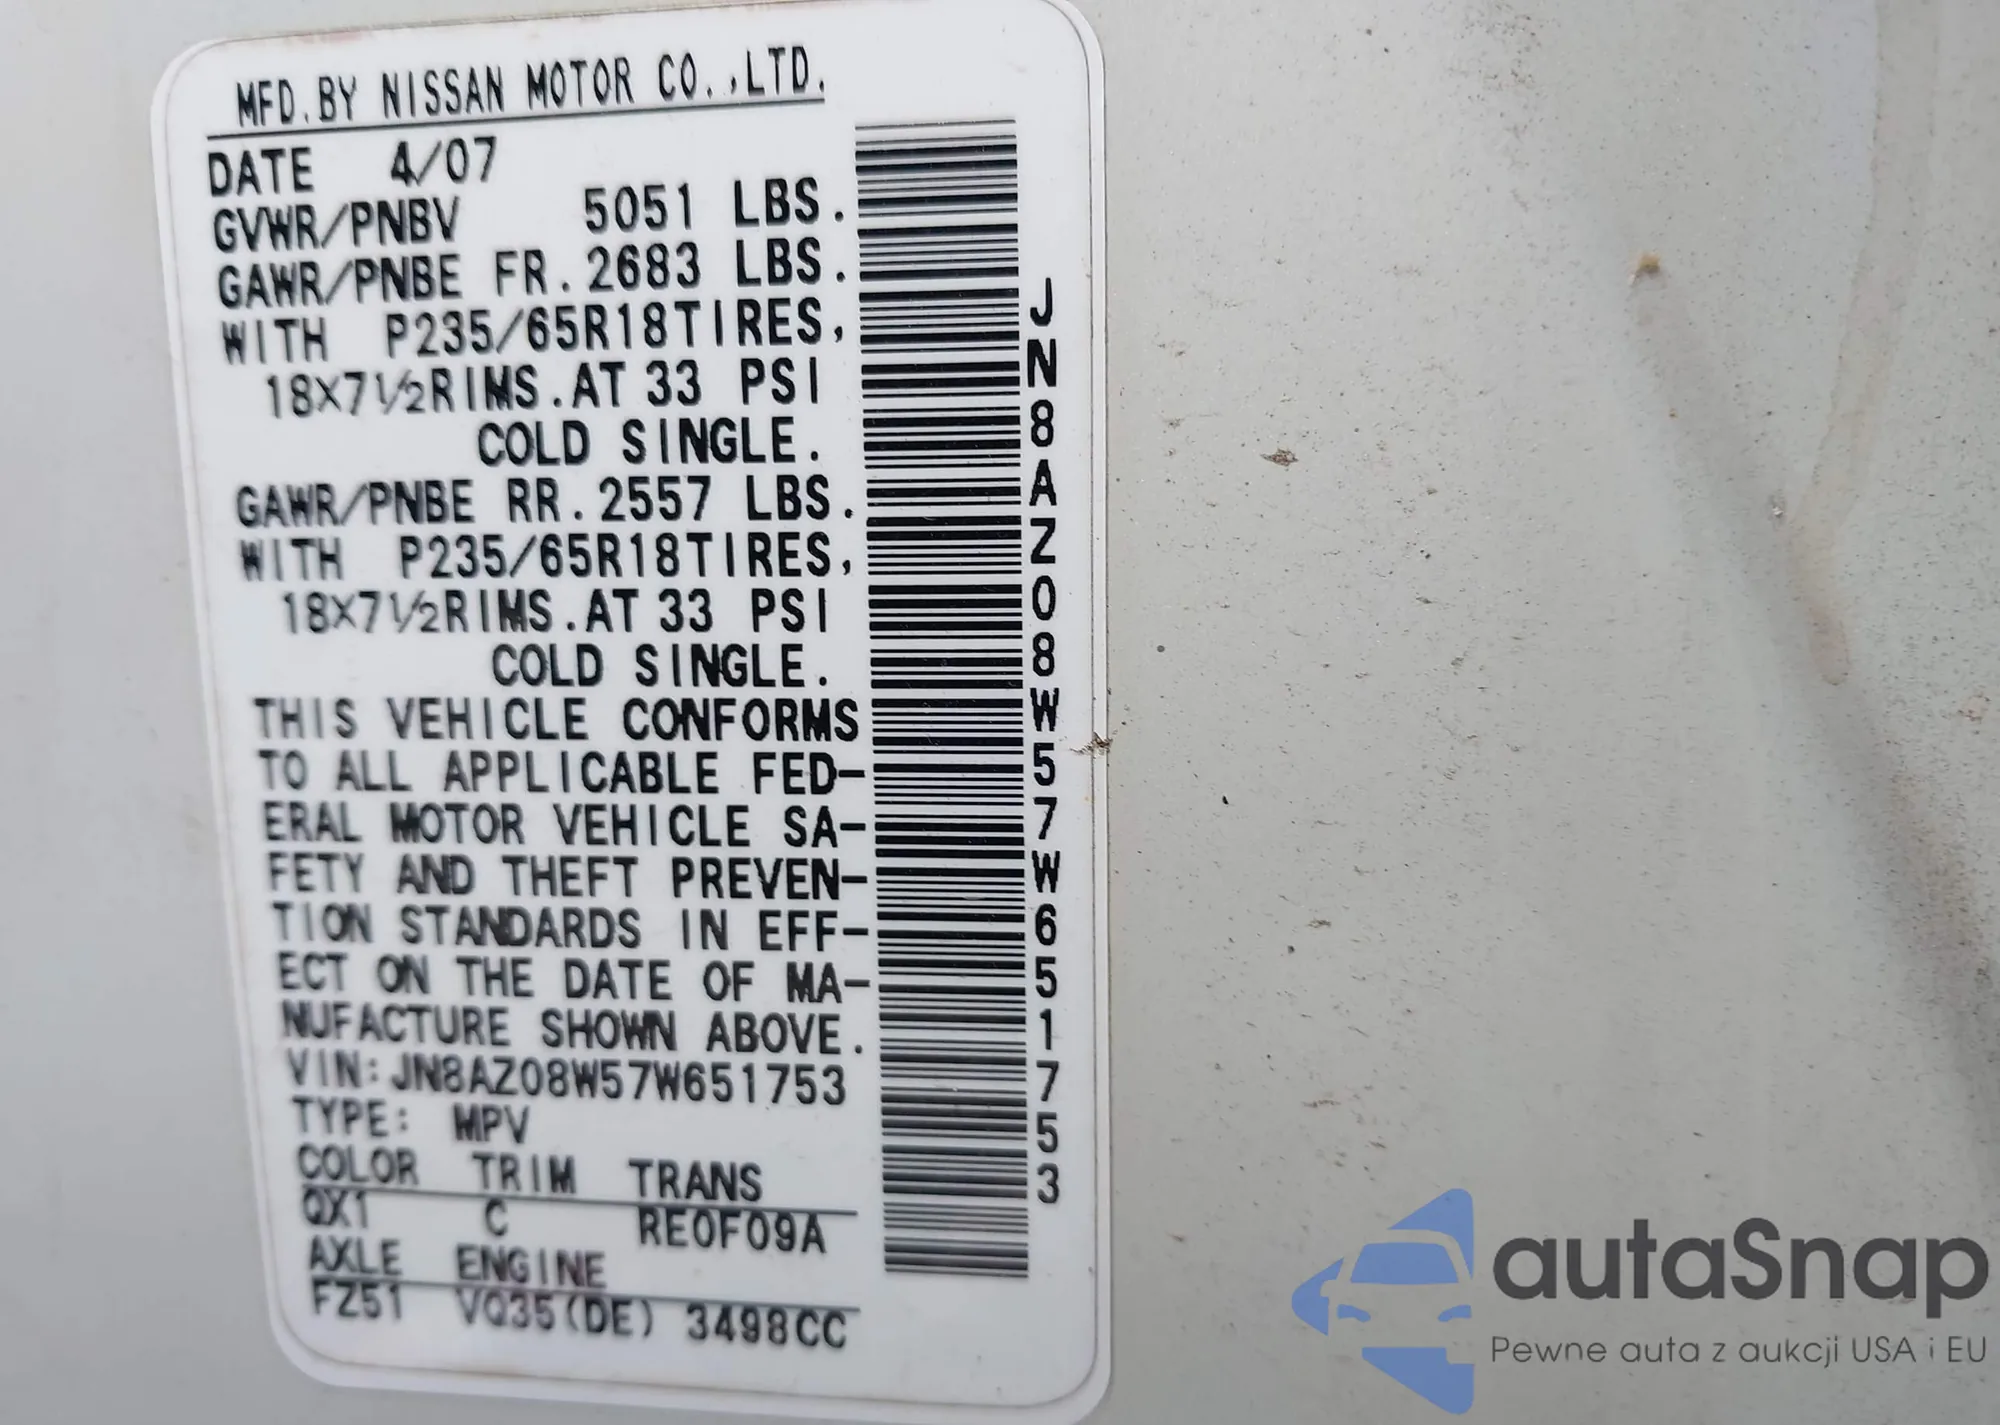 MFD.BY NISSAN MOTOR CO.,LTD.
DATE 4/07
GVWR/PNBV 5051 LBS.
GAWR/PNBE FR.2683 LBS.
WITH P235/65R18TIRES,
18X7½RIMS.AT 33 PSI
COLD SINGLE.
GAWR/PNBE RR.2557 LBS.
WITH P235/65R18TIRES,
18X7½RIMS.AT 33 PSI
COLD SINGLE.
THIS VEHICLE CONFORMS
TO ALL APPLICABLE FED-
ERAL MOTOR VEHICLE SA-
FETY AND THEFT PREVEN-
TION STANDARDS IN EFF-
ECT ON THE DATE OF MA-
NUFACTURE SHOWN ABOVE.
VIN:JN8AZ08W57W651753
TYPE: MPV
COLOR TRIM TRANS
QX1 C RE0F09A
AXLE ENGINE
FZ51 VQ35(DE) 3498CC
JN8AZ08W57W651753
autaSnap
Pewne auta z aukcji USA i EU